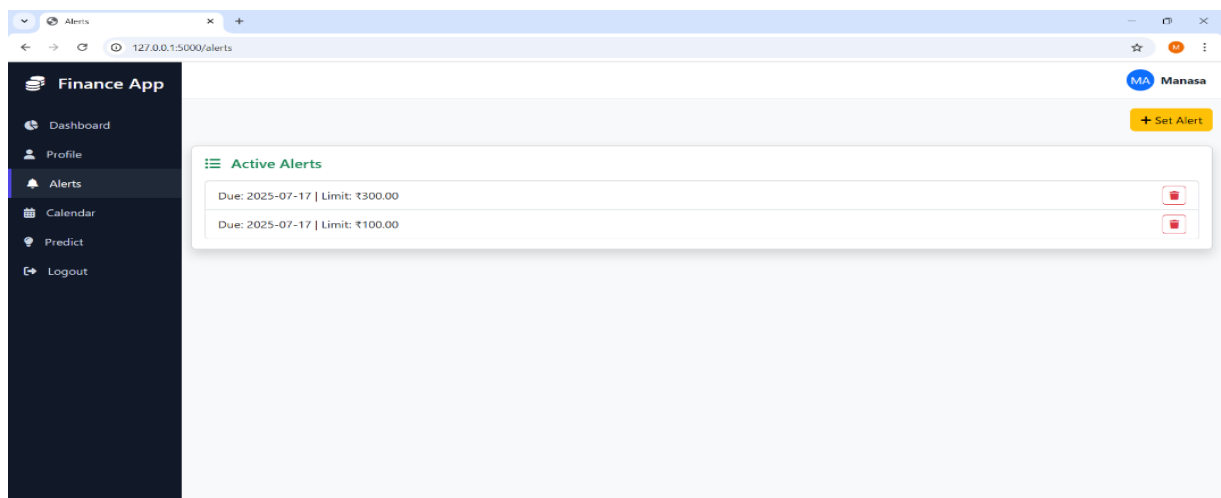 Alerts
127.0.0.1:5000/alerts
M
Finance App
MA Manasa
Dashboard
Profile
Alerts
Calendar
Predict
Logout
+ Set Alert
Active Alerts
Due: 2025-07-17 | Limit: ₹300.00
Due: 2025-07-17 | Limit: ₹100.00